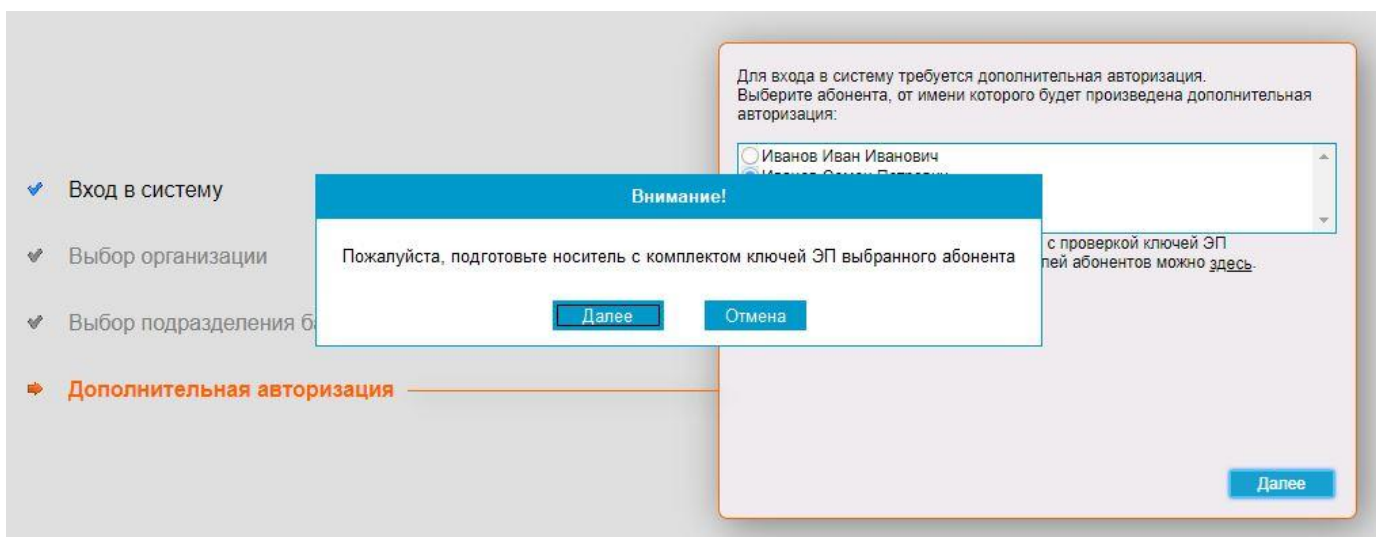 Для входа в систему требуется дополнительная авторизация.
Выберите абонента, от имени которого будет произведена дополнительная
авторизация:
Иванов Иван Иванович
с проверкой ключей ЭП
абонентов можно здесь.
Вход в систему
Выбор организации
Выбор подразделения
Дополнительная авторизация
Внимание!
Пожалуйста, подготовьте носитель с комплектом ключей ЭП выбранного абонента
Далее
Отмена
Далее